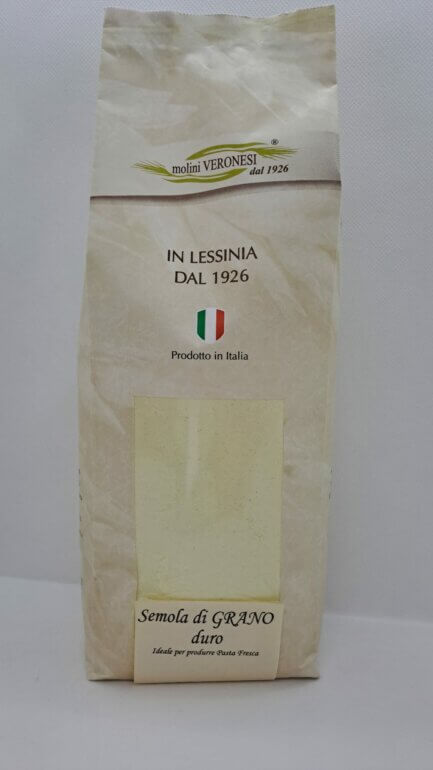 ®
molini VERONESI
dal 1926
IN LESSINIA
DAL 1926
Prodotto in Italia
Semola di GRANO
duro
Ideale per produrre Pasta Fresca